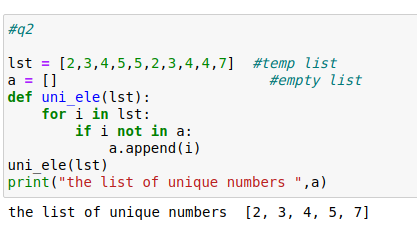 #q2
lst = [2,3,4,5,5,2,3,4,4,7]  #temp list
a = []                          #empty list
def uni_ele(lst):
    for i in lst:
        if i not in a:
            a.append(i)
uni_ele(lst)
print("the list of unique numbers ",a)
the list of unique numbers  [2, 3, 4, 5, 7]